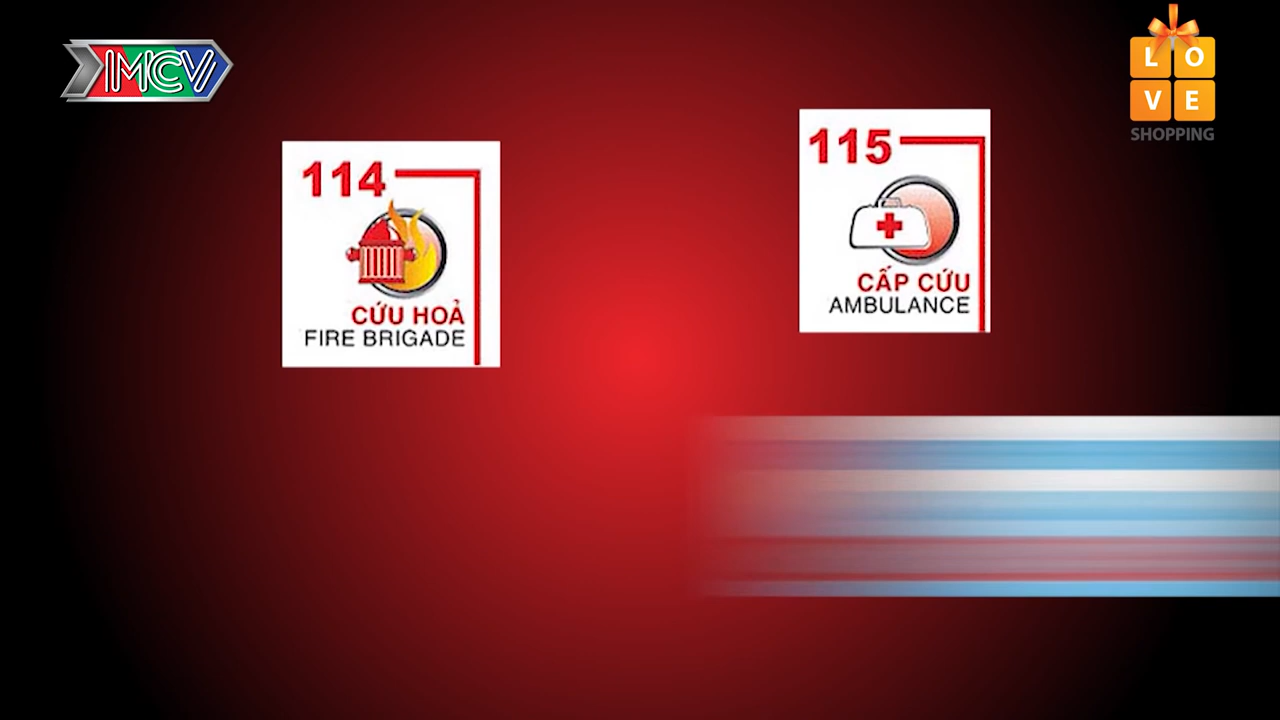 MCV
L O
V E
SHOPPING
114
CỨU HOẢ
FIRE BRIGADE
115
CẤP CỨU
AMBULANCE